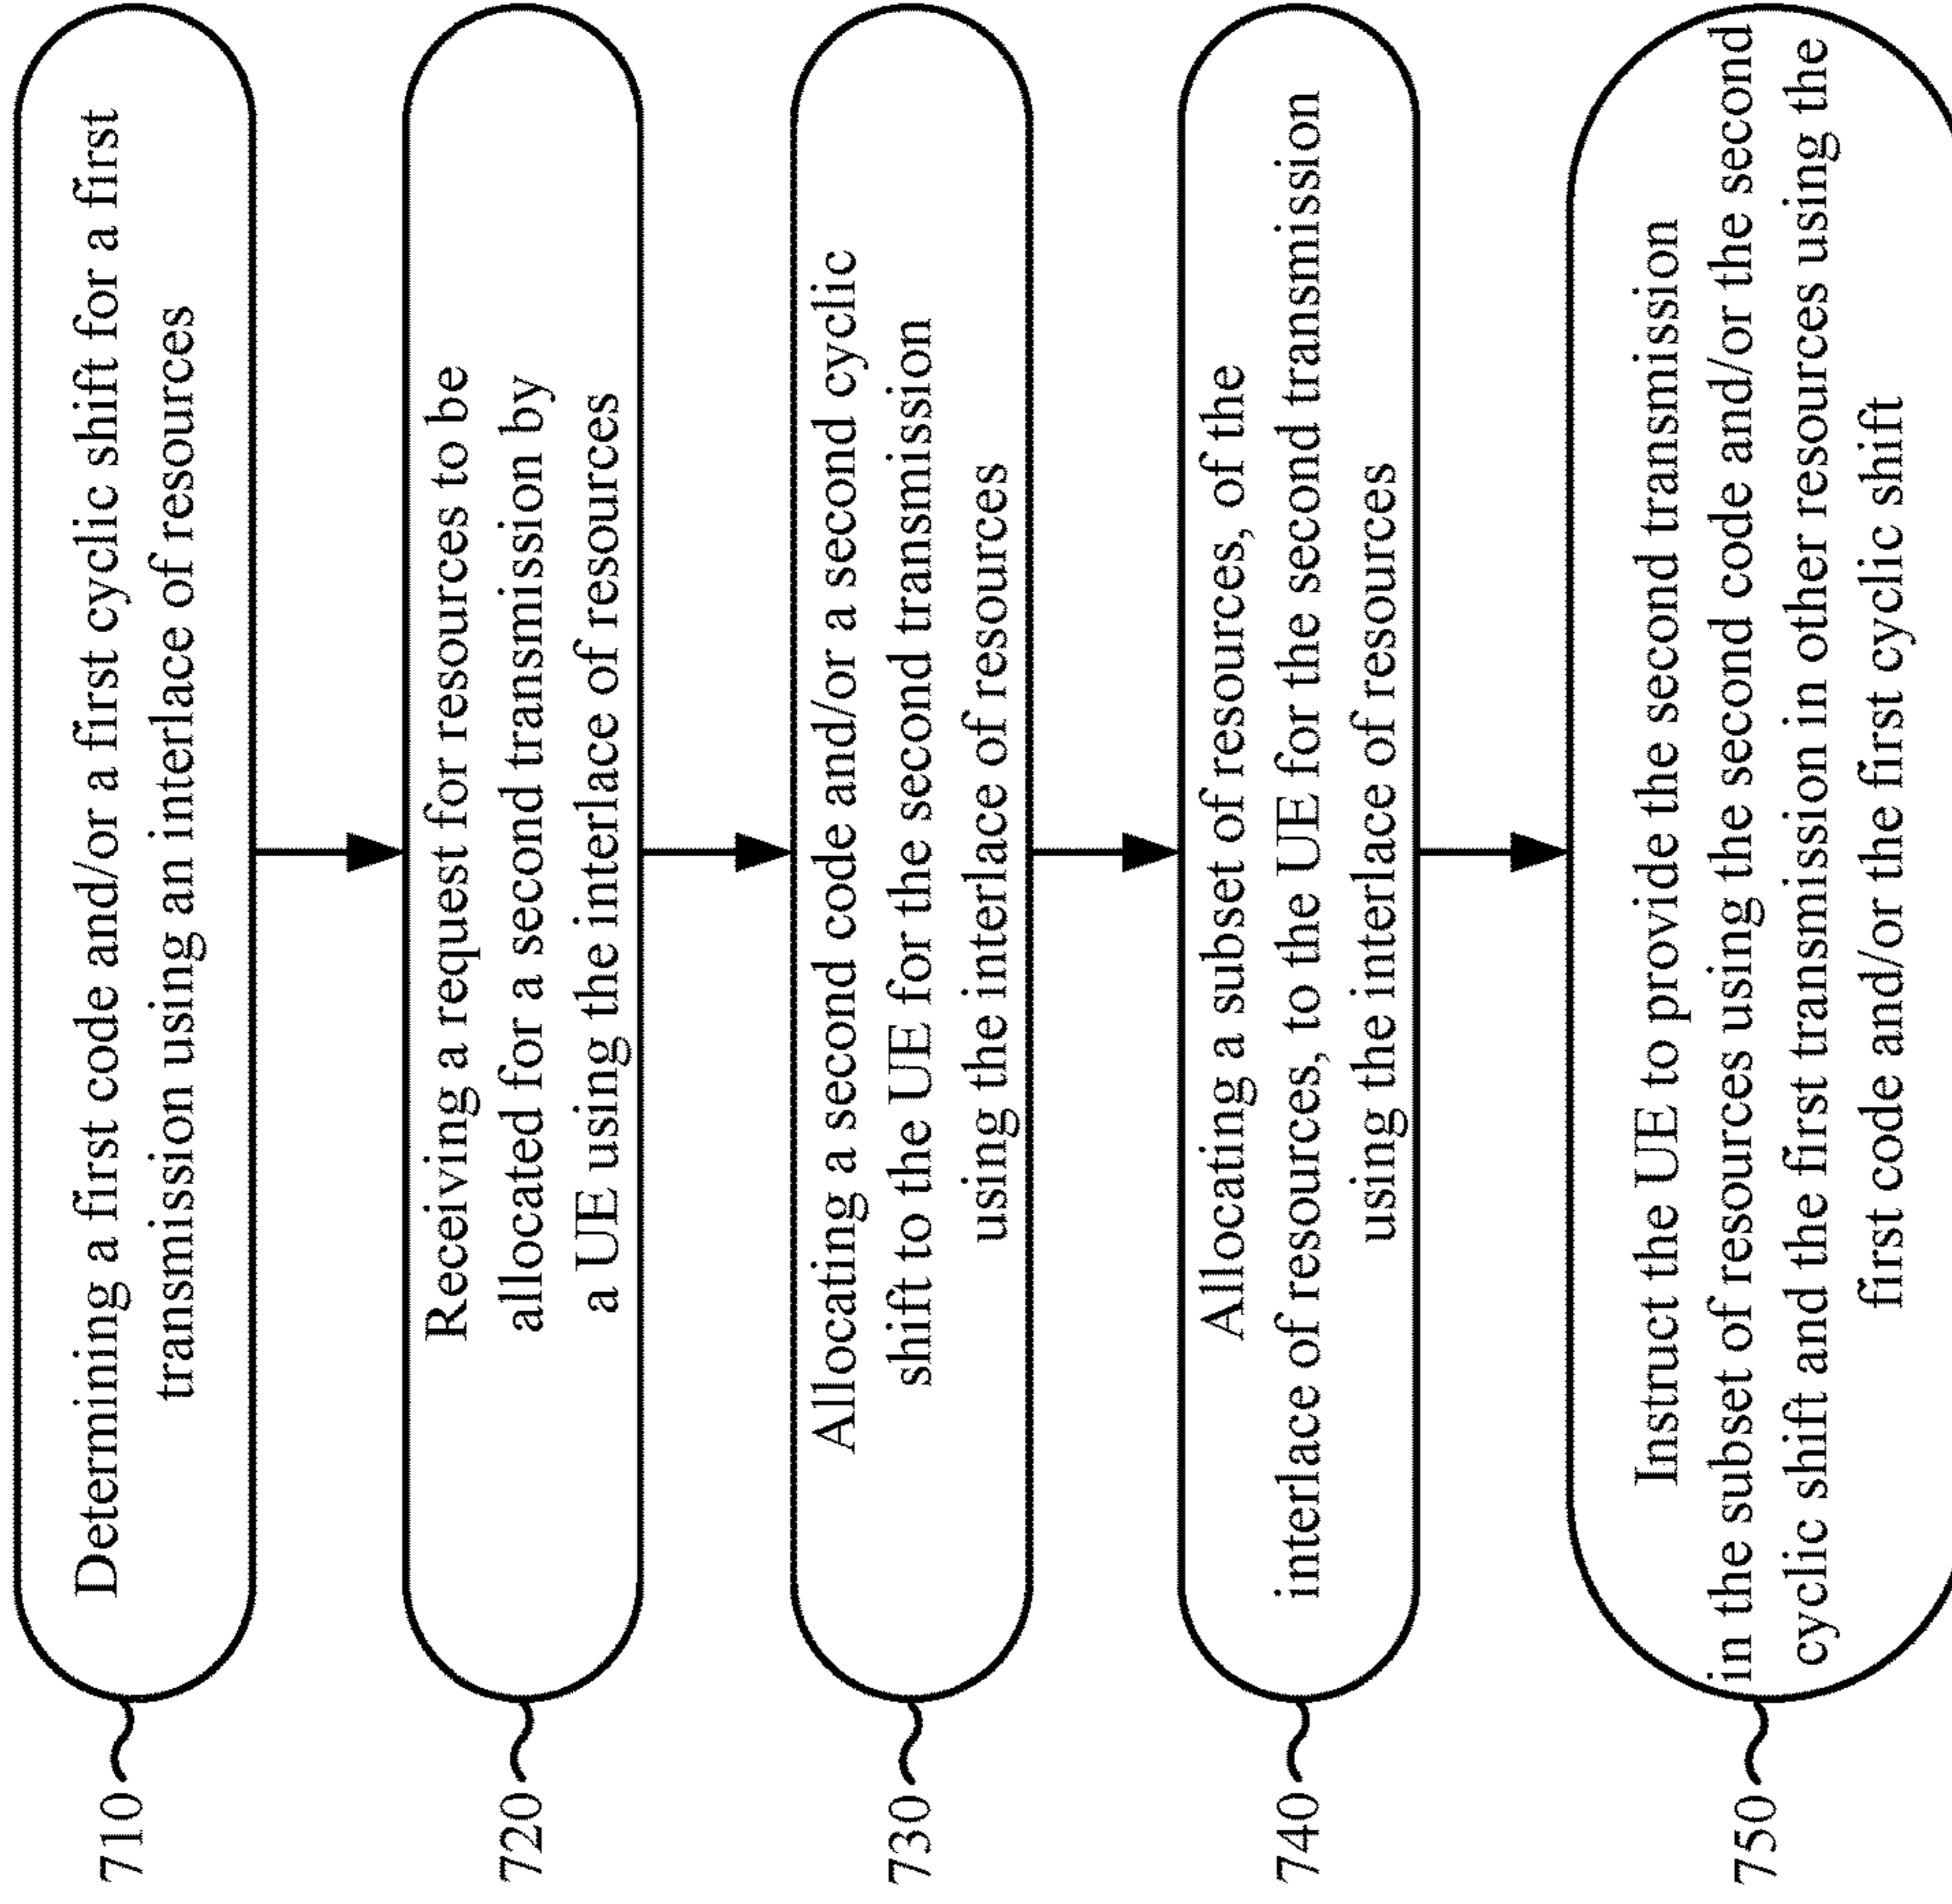 710
Determining a first code and/or a first cyclic shift for a first
transmission using an interlace of resources
720
Receiving a request for resources to be
allocated for a second transmission by
a UE using the interlace of resources
730
Allocating a second code and/or a second cyclic
shift to the UE for the second transmission
using the interlace of resources
740
Allocating a subset of resources, of the
interlace of resources, to the UE for the second transmission
using the interlace of resources
750
Instruct the UE to provide the second transmission
in the subset of resources using the second code and/or the second
cyclic shift and the first transmission in other resources using the
first code and/or the first cyclic shift